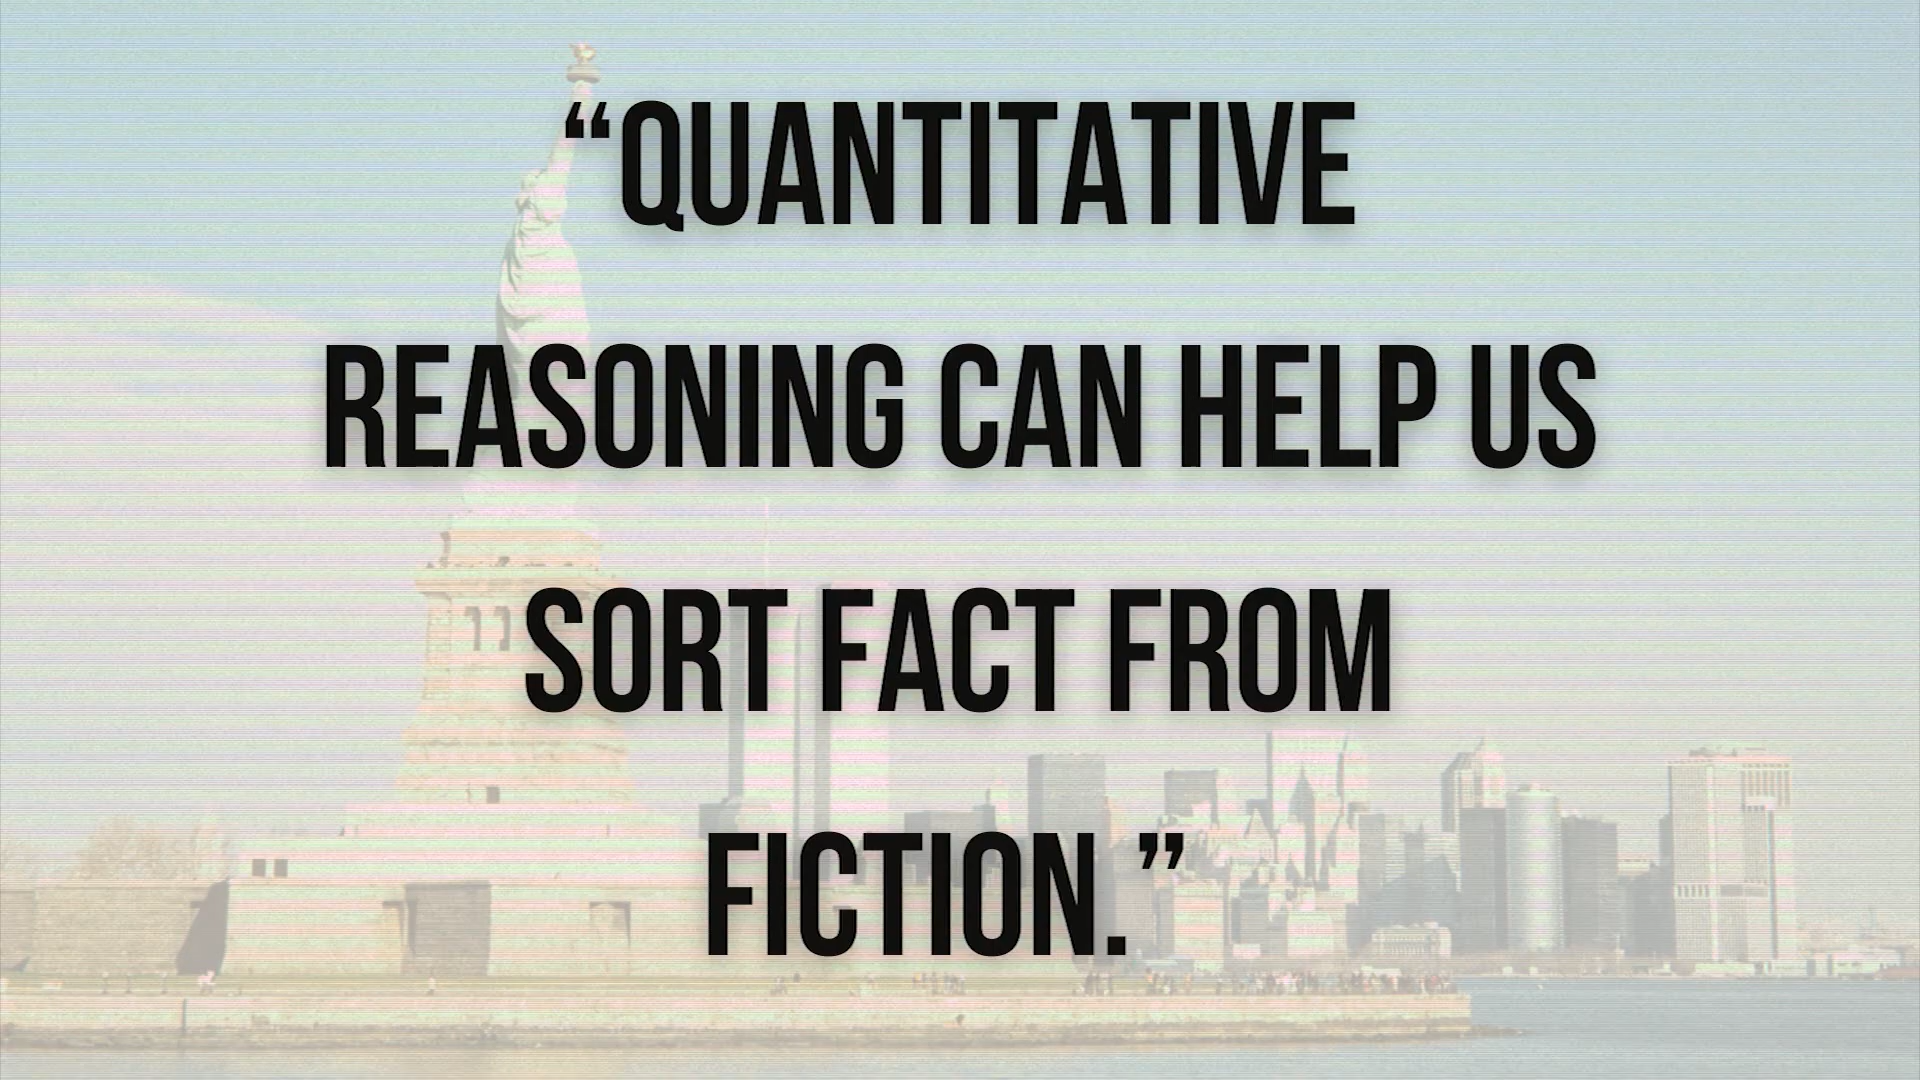 “QUANTITATIVE
REASONING CAN HELP US
SORT FACT FROM
FICTION.”